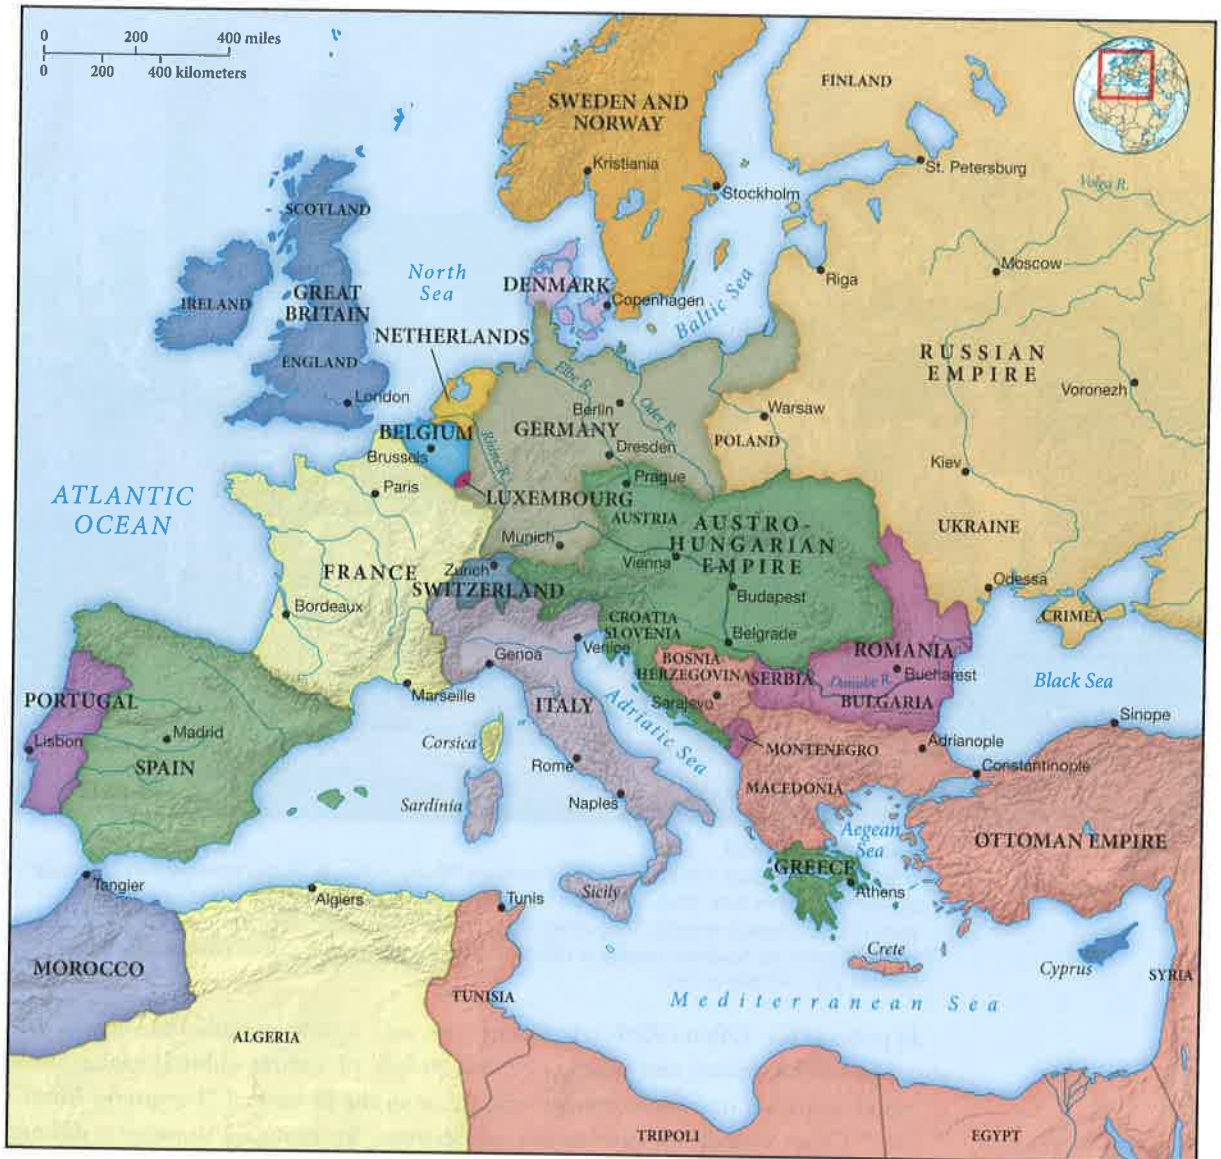 0 200 400 miles
0 200 400 kilometers
FINLAND
SWEDEN AND
NORWAY
Kristiania
St. Petersburg
Stockholm
Volga R.
SCOTLAND
North
Sea
DENMARK
Moscow
Riga
IRELAND
GREAT
BRITAIN
Copenhagen
Baltic Sea
NETHERLANDS
ENGLAND
RUSSIAN
EMPIRE
Elbe R.
Voronezh
London
Berlin
Oder R.
Warsaw
BELGIUM
GERMANY
POLAND
Brussels
Rhine R.
Dresden
Kiev
Paris
Prague
ATLANTIC
OCEAN
LUXEMBOURG
AUSTRIA
AUSTRO-
HUNGARIAN
EMPIRE
UKRAINE
Munich
Vienna
FRANCE
Zurich
SWITZERLAND
Odessa
Budapest
Bordeaux
CROATIA
SLOVENIA
CRIMEA
Belgrade
Genoa
Venice
BOSNIA
HERZEGOVINA
SERBIA
ROMANIA
Danube R.
Bucharest
Black Sea
PORTUGAL
Marseille
ITALY
Adriatic Sea
Sarajevo
BULGARIA
Sinope
Lisbon
Madrid
Corsica
MONTENEGRO
Adrianople
SPAIN
Rome
Constantinople
MACEDONIA
Sardinia
Naples
Aegean
Sea
OTTOMAN EMPIRE
GREECE
Tangier
Algiers
Tunis
Sicily
Athens
MOROCCO
Crete
Cyprus
SYRIA
TUNISIA
Mediterranean Sea
ALGERIA
TRIPOLI
EGYPT